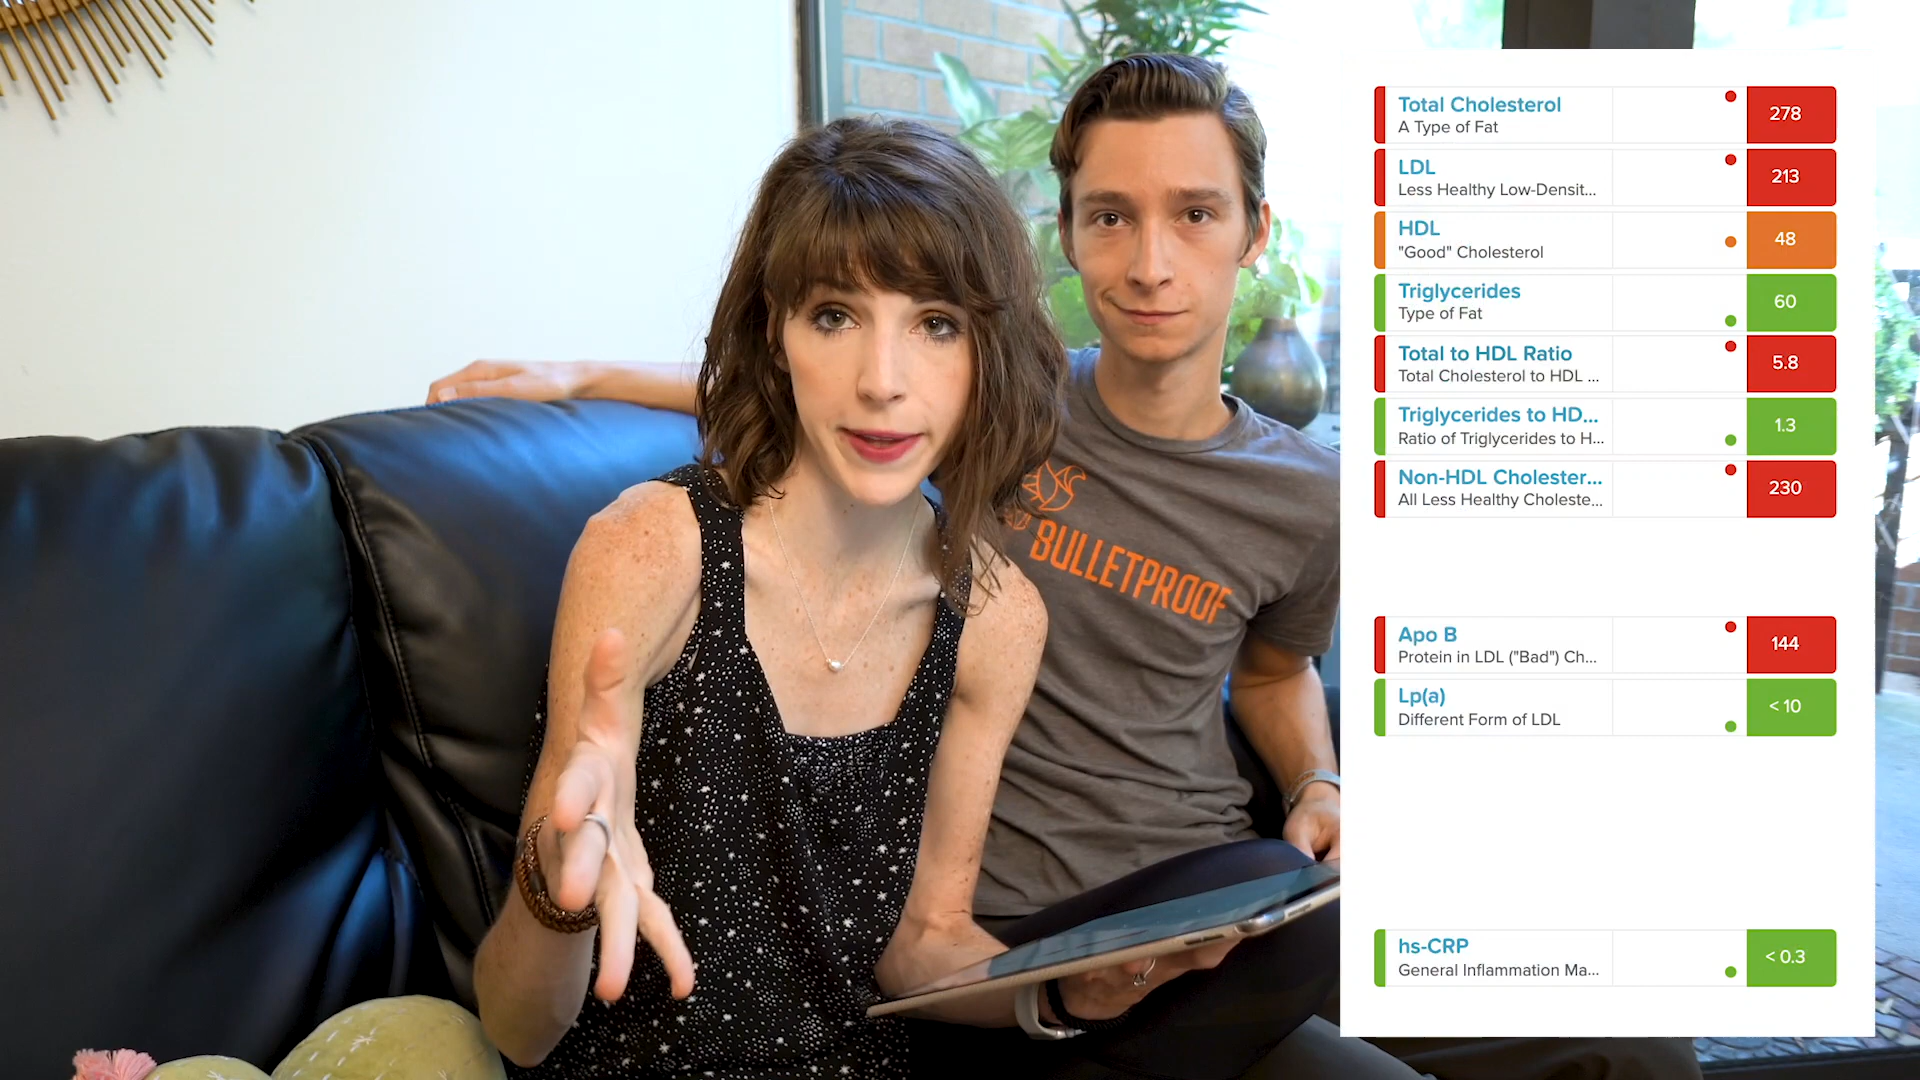 BULLETPROOF
Total Cholesterol
A Type of Fat
278
LDL
Less Healthy Low-Densit...
213
HDL
"Good" Cholesterol
48
Triglycerides
Type of Fat
60
Total to HDL Ratio
Total Cholesterol to HDL ...
5.8
Triglycerides to HD...
Ratio of Triglycerides to H...
1.3
Non-HDL Cholester...
All Less Healthy Choleste...
230
Apo B
Protein in LDL ("Bad") Ch...
144
Lp(a)
Different Form of LDL
< 10
hs-CRP
General Inflammation Ma...
< 0.3